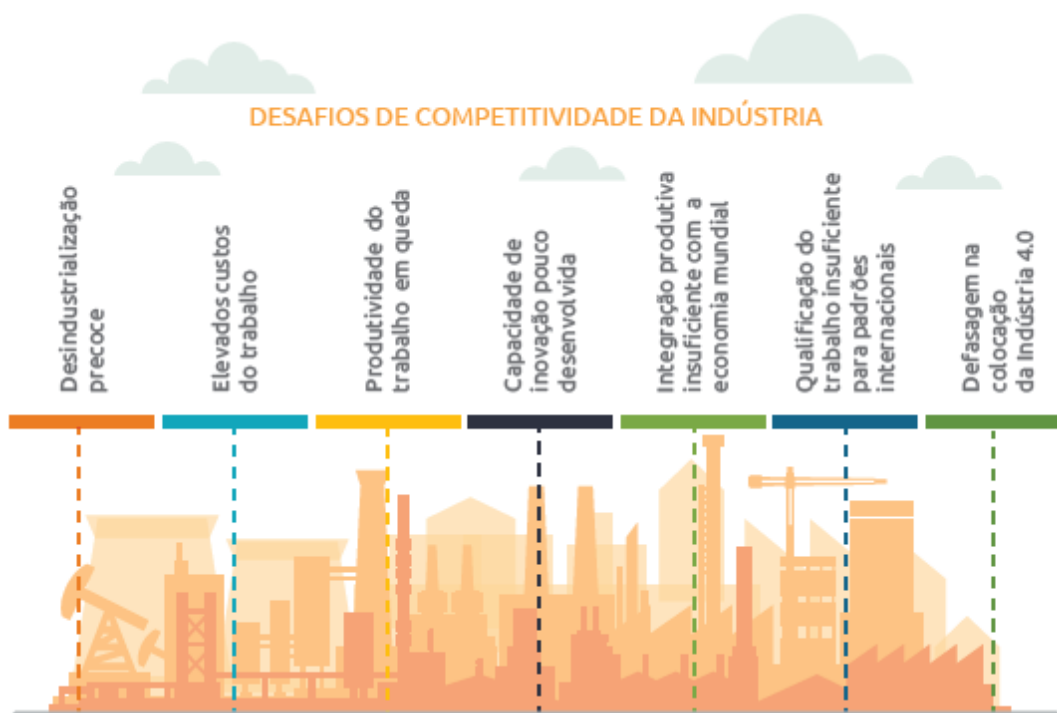 DESAFIOS DE COMPETITIVIDADE DA INDÚSTRIA
Desindustrialização
precoce
Elevados custos
do trabalho
Produtividade do
trabalho em queda
Capacidade de
inovação pouco
desenvolvida
Integração produtiva
insuficiente com a
economia mundial
Qualificação do
trabalho insuficiente
para padrões
internacionais
Defasagem na
colocação
da Indústria 4.0